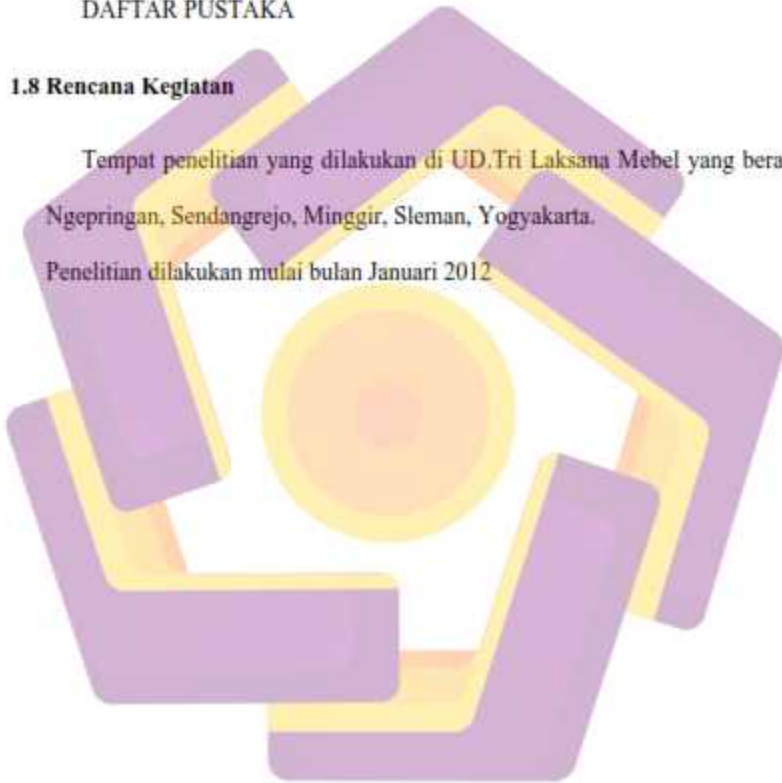 DAFTAR PUSTAKA
1.8 Rencana Kegiatan
Tempat penelitian yang dilakukan di UD.Tri Laksana Mebel yang bera
Ngepringan, Sendangrejo, Minggir, Sleman, Yogyakarta.
Penelitian dilakukan mulai bulan Januari 2012